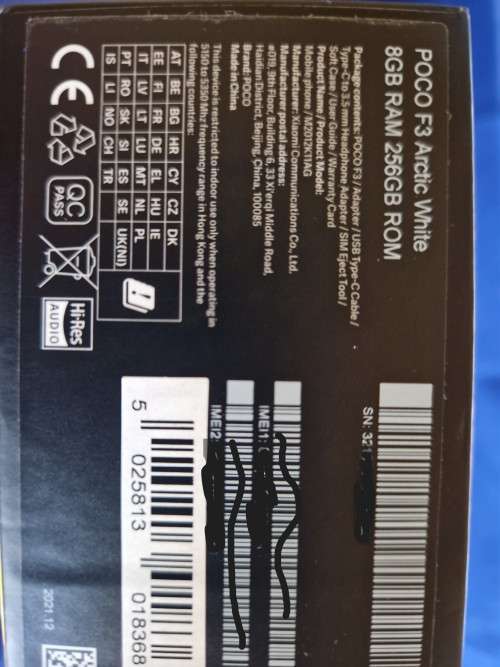 POCO F3 Arctic White
8GB RAM 256GB ROM
Package contents: POCO F3 / Adapter / USB Type-C Cable /
Type-C to 3.5 mm Headphone Adapter / SIM Eject Tool /
Soft Case / User Guide / Warranty Card
Product Name / Product Model:
Mobile phone / M2012K11AG
Manufacturer: Xiaomi Communications Co., Ltd.
Manufacturer postal address:
#019, 9th Floor, Building 6, 33 Xi'erqi Middle Road,
Haidian District, Beijing, China, 100085
Brand: POCO
Made in China
This device is restricted to indoor use only when operating in
5150 to 5350 Mhz frequency range in Hong Kong and the
following countries:
AT BE BG HR CY CZ DK
EE FI FR DE EL HU IE
IT LV LT LU MT NL PL
PT RO SK SI ES SE UK(NI)
IS LI NO CH TR
CE
QC
PASS
Hi-Res
AUDIO
SN: 321
IMEI1:
IMEI2:
5 025813 018368
2021.12